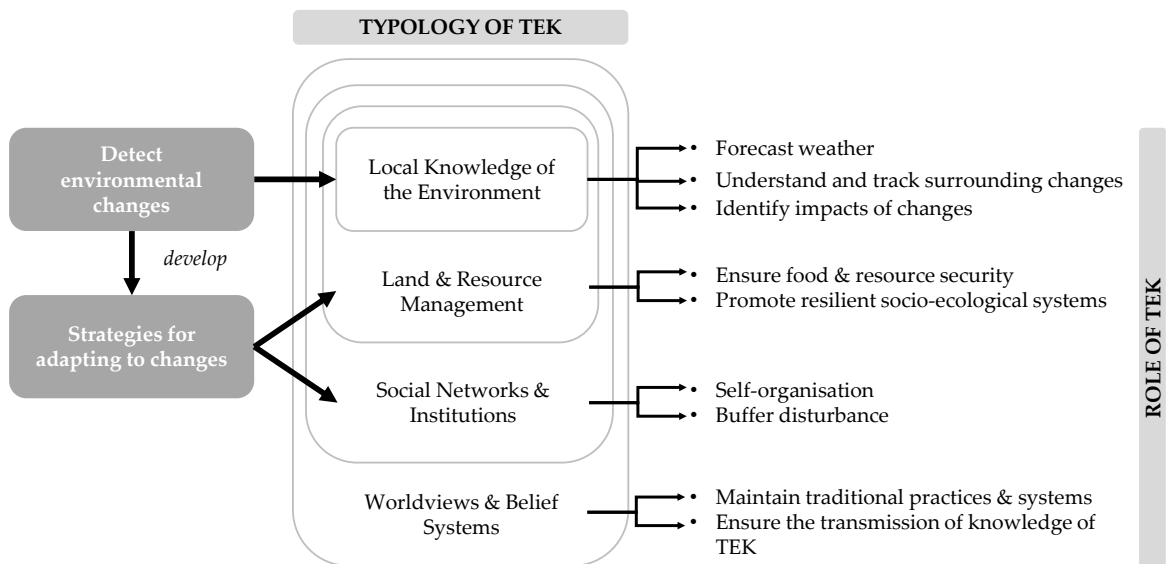 TYPOLOGY OF TEK
Detect
environmental
changes
develop
Strategies for
adapting to changes
Local Knowledge of
the Environment
Land & Resource
Management
Social Networks &
Institutions
Worldviews & Belief
Systems
• Forecast weather
• Understand and track surrounding changes
• Identify impacts of changes
• Ensure food & resource security
• Promote resilient socio-ecological systems
• Self-organisation
• Buffer disturbance
• Maintain traditional practices & systems
• Ensure the transmission of knowledge of
TEK
ROLE OF TEK